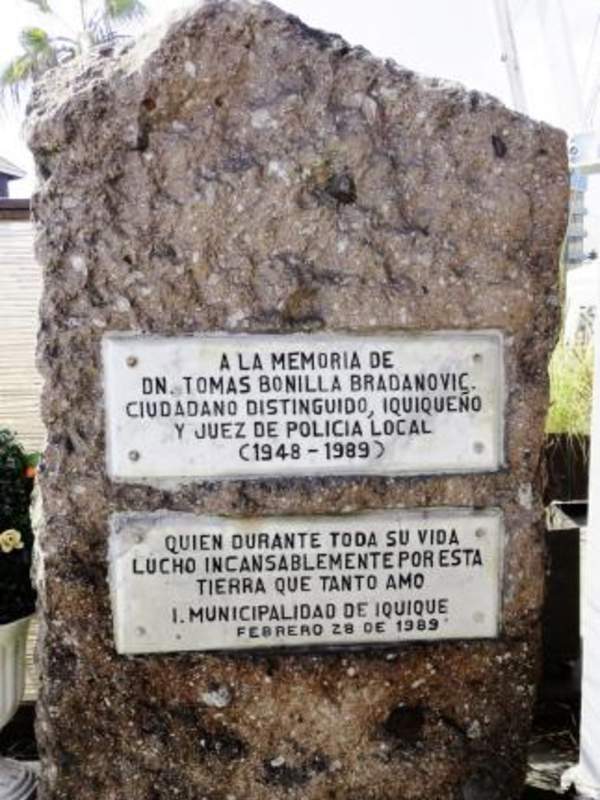 A LA MEMORIA DE
DN. TOMAS BONILLA BRADANOVIC.
CIUDADANO DISTINGUIDO, IQUIQUEÑO
Y JUEZ DE POLICIA LOCAL
(1948 - 1989)
QUIEN DURANTE TODA SU VIDA
LUCHO INCANSABLEMENTE POR ESTA
TIERRA QUE TANTO AMO
I. MUNICIPALIDAD DE IQUIQUE
FEBRERO 28 DE 1989